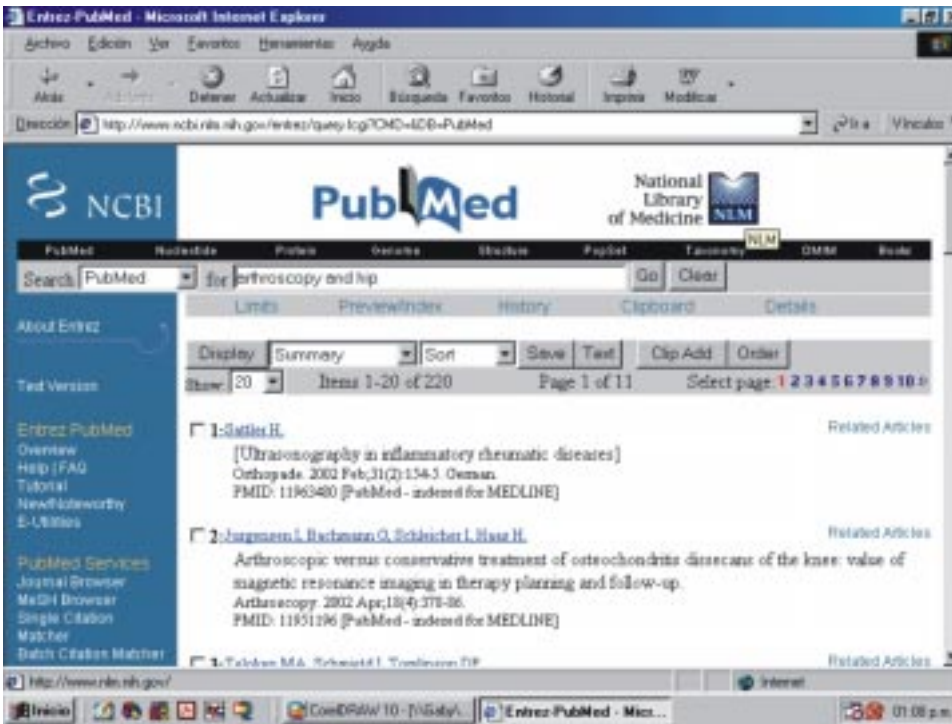 Entrez-PubMed - Microsoft Internet Explorer
Archivo Edición Ver Favoritos Herramientas Ayuda
Atrás Detener Actualizar Inicio Búsqueda Favoritos Historial Imprimir Modificar
Dirección http://www.ncbi.nlm.nih.gov/entrez/query.fcgi?CMD=&DB=PubMed Ir a Vínculos
NCBI
PubMed
National
Library
of Medicine NLM
NLM
PubMed Nucleotide Protein Genome Structure PopSet Taxonomy OMIM Books
Search PubMed for arthroscopy and hip Go Clear
Limits Preview/Index History Clipboard Details
About Entrez
Display Summary Sort Save Text Clip Add Order
Show: 20 Items 1-20 of 220 Page 1 of 11 Select page: 1 2 3 4 5 6 7 8 9 10
Text Version
Entrez PubMed
Overview
Help | FAQ
Tutorial
New/Noteworthy
E-Utilities
PubMed Services
Journal Browser
MeSH Browser
Single Citation
Matcher
Batch Citation Matcher
1: Sattler H. Related Articles
[Ultrasonography in inflammatory rheumatic diseases]
Orthopade. 2002 Feb;31(2):134-5. German.
PMID: 11963480 [PubMed - indexed for MEDLINE]
2: Jurgensen I, Bachmann G, Schleicher I, Haas H. Related Articles
Arthroscopic versus conservative treatment of osteochondritis dissecans of the knee: value of
magnetic resonance imaging in therapy planning and follow-up.
Arthroscopy. 2002 Apr;18(4):378-86.
PMID: 11951196 [PubMed - indexed for MEDLINE]
3: MA, Schmeid I, Tomlinson DP. Related Articles
http://www.nlm.nih.gov/ Internet
Inicio CorelDRAW 10 - Entrez-PubMed - Micr... 01:08 p.m.